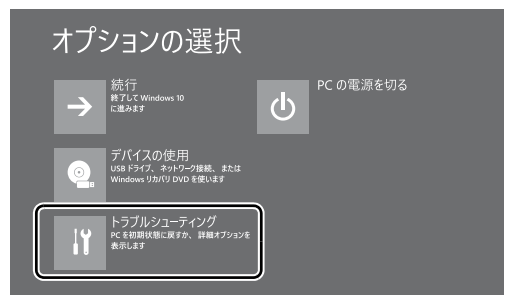 オプションの選択
続行
終了して Windows 10
に進みます
PC の電源を切る
デバイスの使用
USB ドライブ、ネットワーク接続、または
Windows リカバリ DVD を使います
トラブルシューティング
PC を初期状態に戻すか、詳細オプションを
表示します